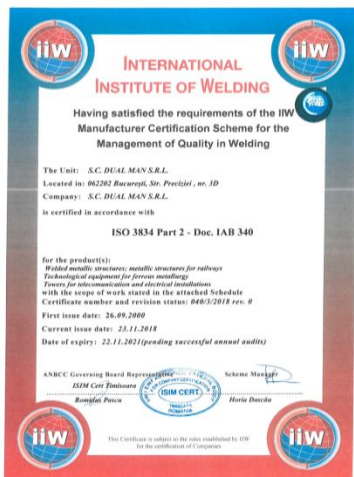 iiw
iiw
INTERNATIONAL
INSTITUTE OF WELDING
Having satisfied the requirements of the IIW
Manufacturer Certification Scheme for the
Management of Quality in Welding
The Unit: S.C. DUAL MAN S.R.L.
Located in: 062202 Bucureşti, Str. Preciziei , nr. 3D
Company: S.C. DUAL MAN S.R.L.
is certified in accordance with
ISO 3834 Part 2 - Doc. IAB 340
for the product(s):
Welded metallic structures; metallic structures for railways
Technological equipment for ferrous metallurgy
Towers for telecomunication and electrical installations
with the scope of work stated in the attached Schedule
Certificate number and revision status: 040/3/2018 rev. 0
First issue date: 26.09.2000
Current issue date: 23.11.2018
Date of expiry: 22.11.2021(pending successful annual audits)
ANBCC Governing Board Representative
Scheme Manager
ISIM Cert Timisoara
ISIM CERT
TIMIŞOARA
ROMANIA
Romulus Pascu
Horia Dascău
This Certificate is subject to the rules established by IIW
for the certification of Companies
iiw
iiw